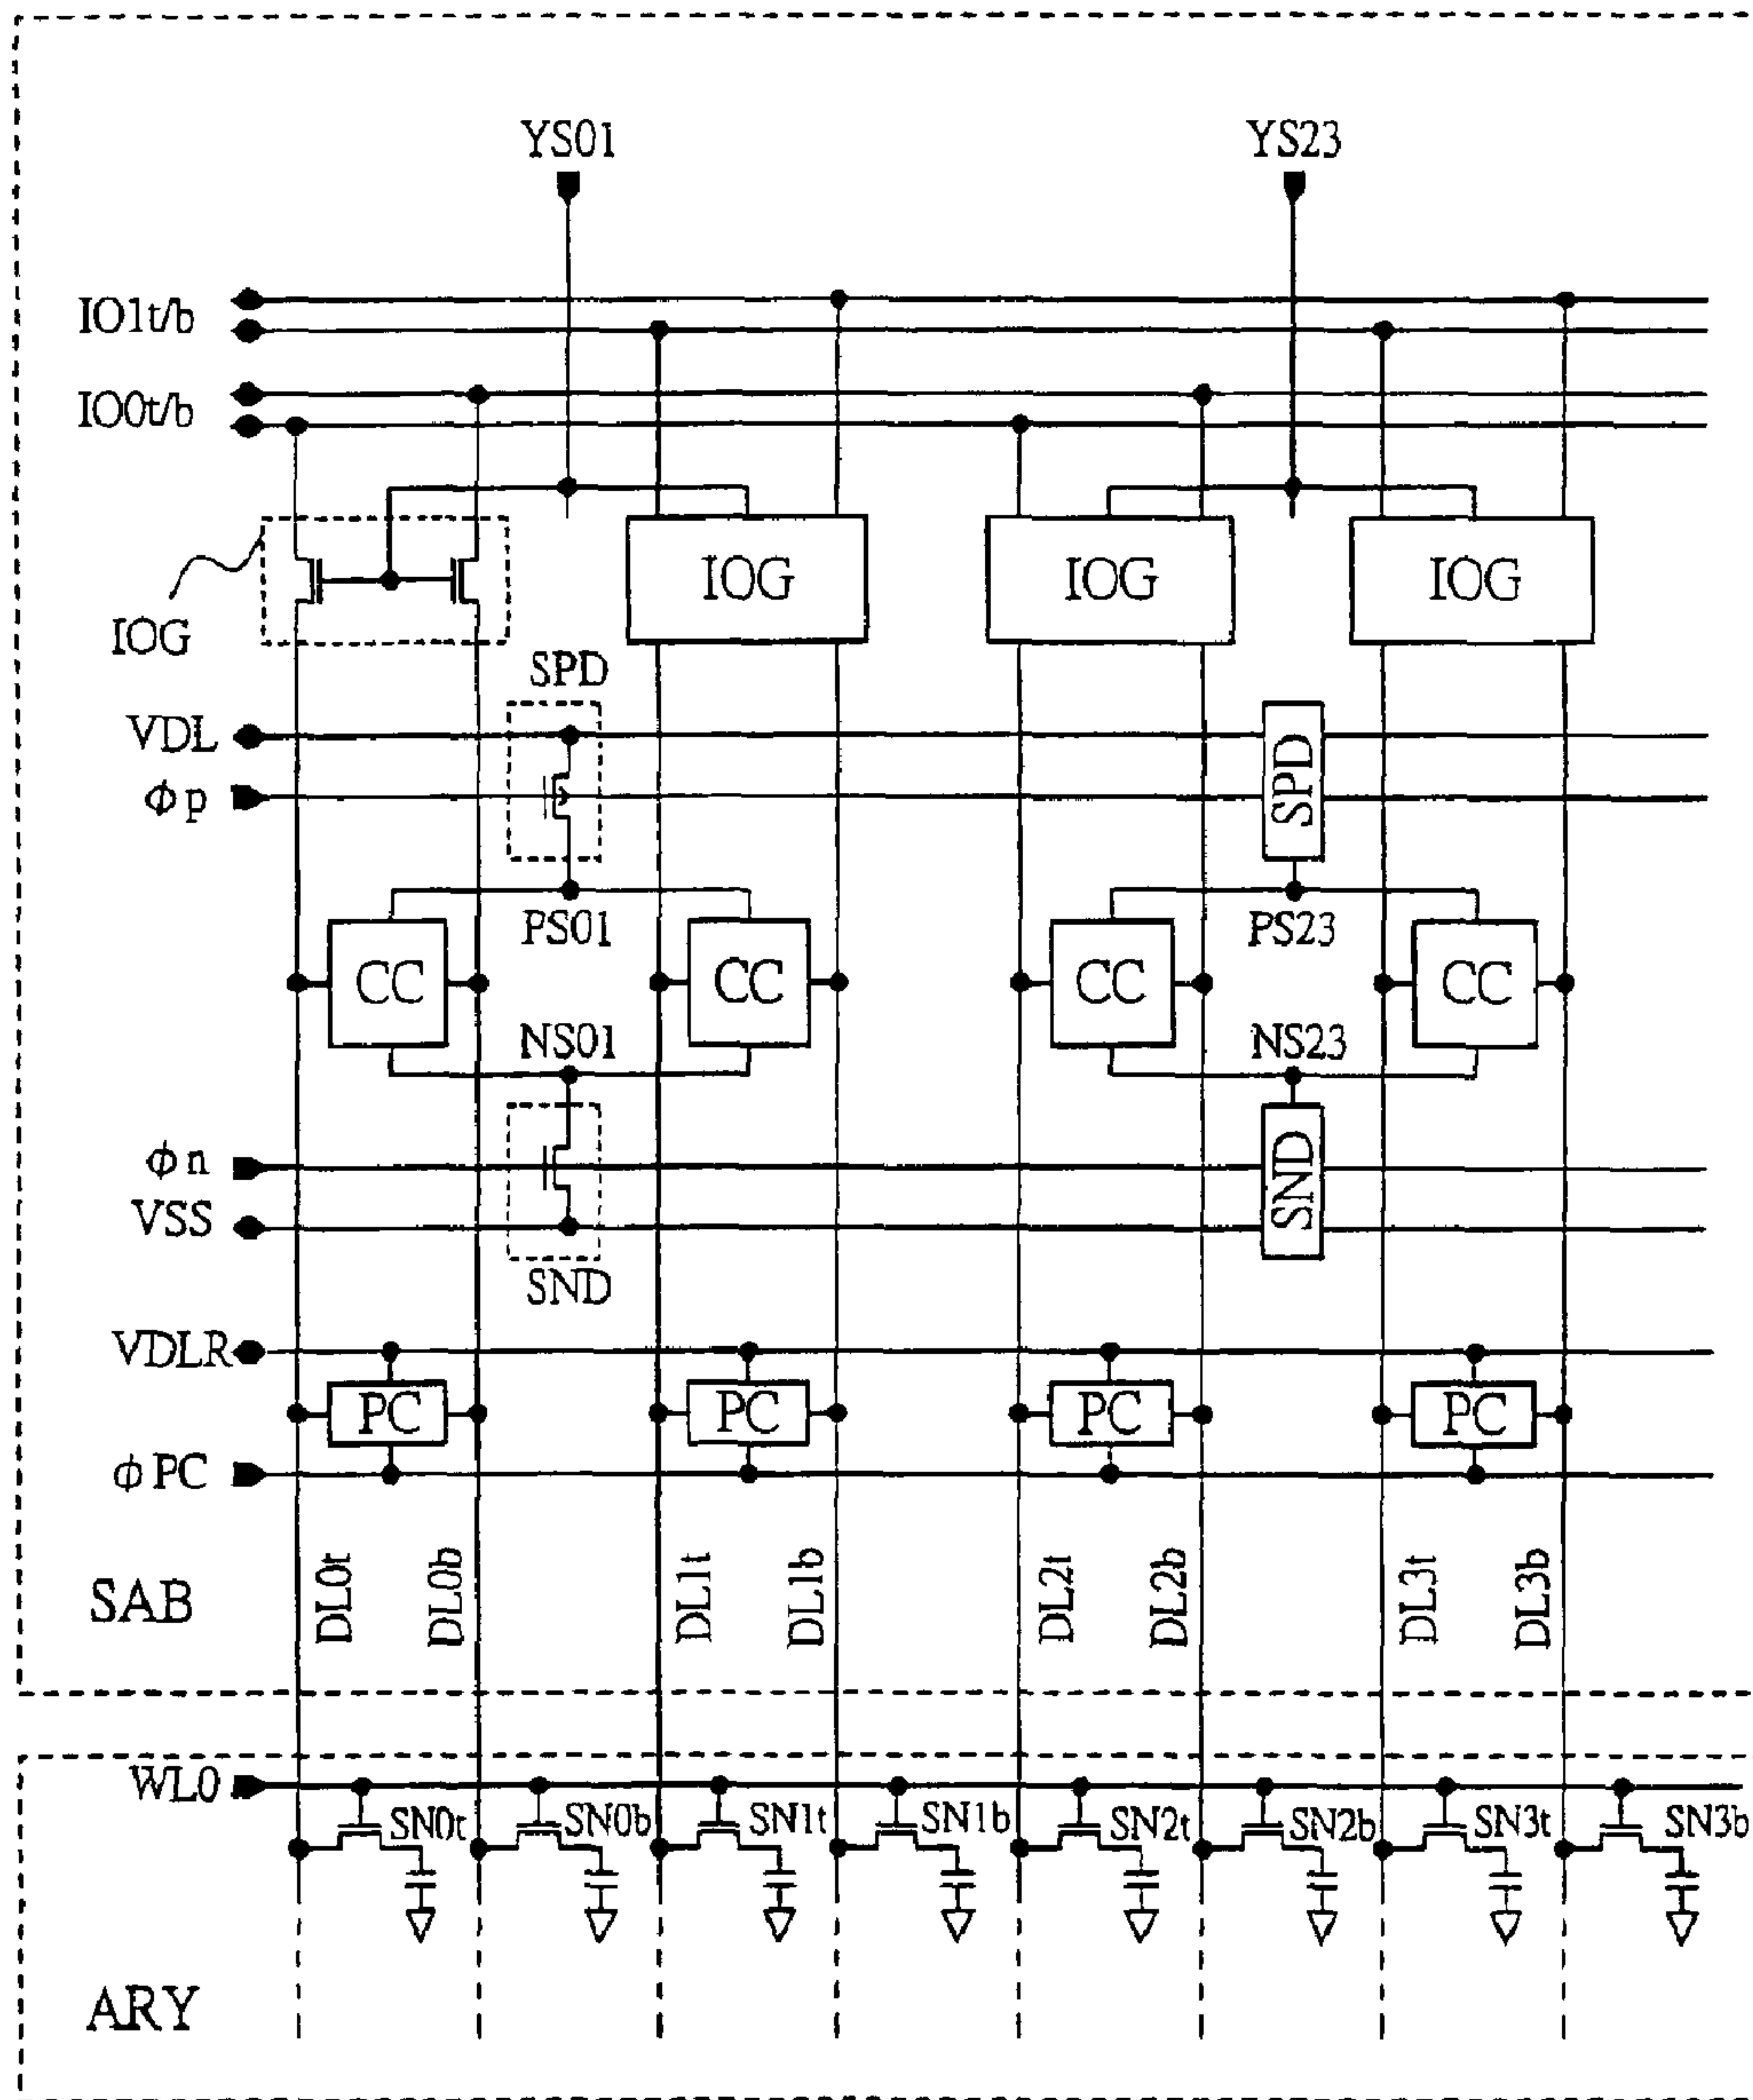 YS01 YS23
IO1t/b
IO0t/b
IOG IOG IOG
IOG
SPD
VDL
SPD
Φp
PS01 PS23
CC CC CC CC
NS01 NS23
Φn
SND
VSS
SND
VDLR
PC PC PC PC
ΦPC
DL0t DL0b DL1t DL1b DL2t DL2b DL3t DL3b
SAB
WL0
SN0t SN0b SN1t SN1b SN2t SN2b SN3t SN3b
ARY